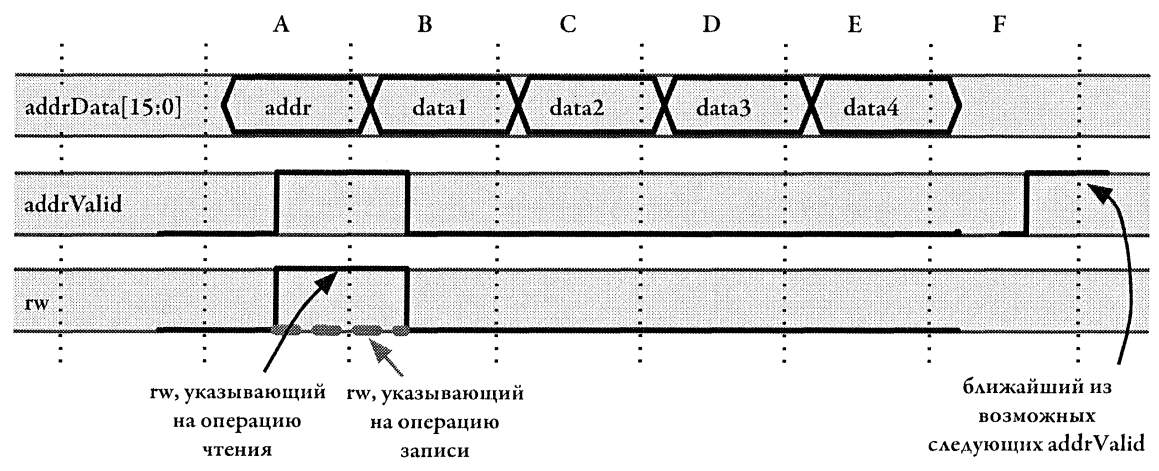 A B C D E F
addrData[15:0] addr data1 data2 data3 data4
addrValid
rw
rw, указывающий
на операцию
чтения
rw, указывающий
на операцию
записи
ближайший из
возможных
следующих addrValid